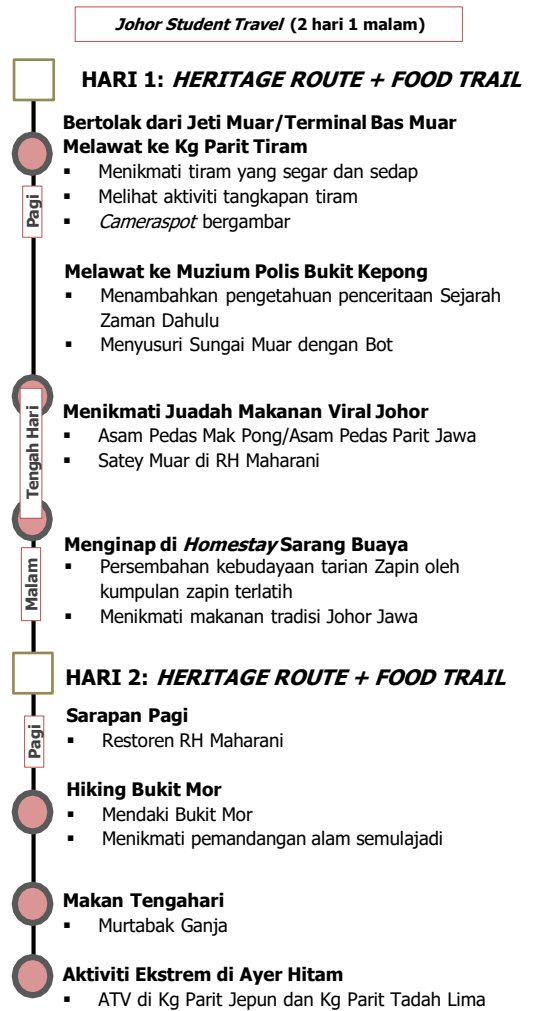 Johor Student Travel (2 hari 1 malam)
HARI 1: HERITAGE ROUTE + FOOD TRAIL
Bertolak dari Jeti Muar/Terminal Bas Muar
Melawat ke Kg Parit Tiram
▪ Menikmati tiram yang segar dan sedap
▪ Melihat aktiviti tangkapan tiram
▪ Cameraspot bergambar
Pagi
Melawat ke Muzium Polis Bukit Kepong
▪ Menambahkan pengetahuan penceritaan Sejarah
Zaman Dahulu
▪ Menyusuri Sungai Muar dengan Bot
Tengah Hari
Menikmati Juadah Makanan Viral Johor
▪ Asam Pedas Mak Pong/Asam Pedas Parit Jawa
▪ Satey Muar di RH Maharani
Malam
Menginap di Homestay Sarang Buaya
▪ Persembahan kebudayaan tarian Zapin oleh
kumpulan zapin terlatih
▪ Menikmati makanan tradisi Johor Jawa
HARI 2: HERITAGE ROUTE + FOOD TRAIL
Pagi
Sarapan Pagi
▪ Restoren RH Maharani
Hiking Bukit Mor
▪ Mendaki Bukit Mor
▪ Menikmati pemandangan alam semulajadi
Makan Tengahari
▪ Murtabak Ganja
Aktiviti Ekstrem di Ayer Hitam
▪ ATV di Kg Parit Jepun dan Kg Parit Tadah Lima